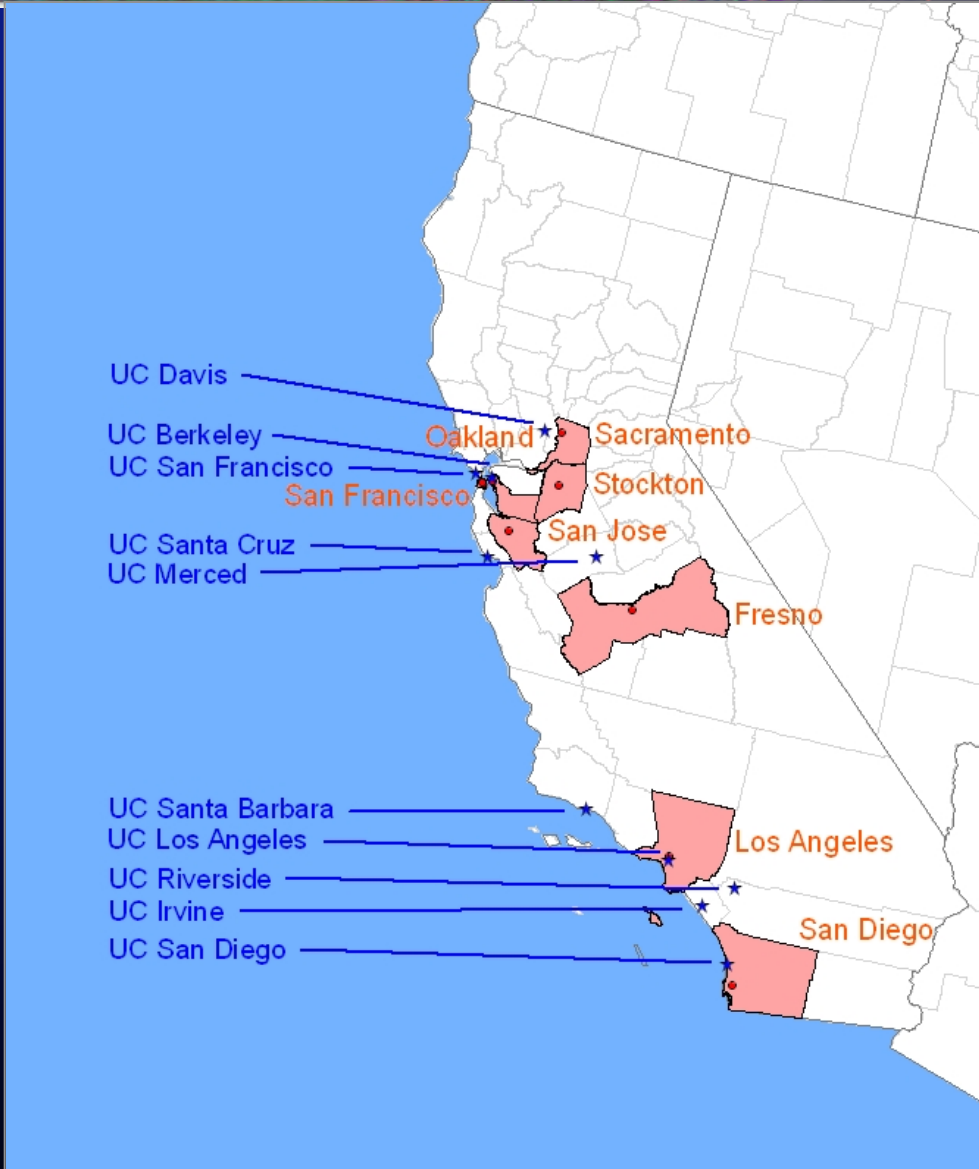 UC Davis
UC Berkeley
Oakland
Sacramento
UC San Francisco
San Francisco
Stockton
San Jose
UC Santa Cruz
UC Merced
Fresno
UC Santa Barbara
UC Los Angeles
Los Angeles
UC Riverside
UC Irvine
San Diego
UC San Diego